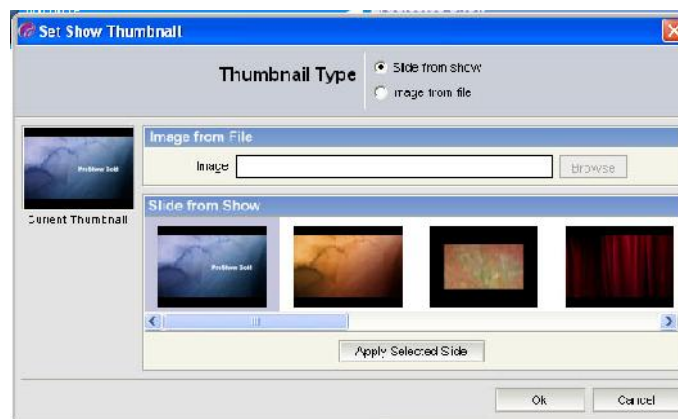 Set Show Thumbnail
Thumbnail Type
Slide from show
Image from file
Image from File
Image
Browse
Current Thumbnail
Slide from Show
Apply Selected Slide
Ok
Cancel